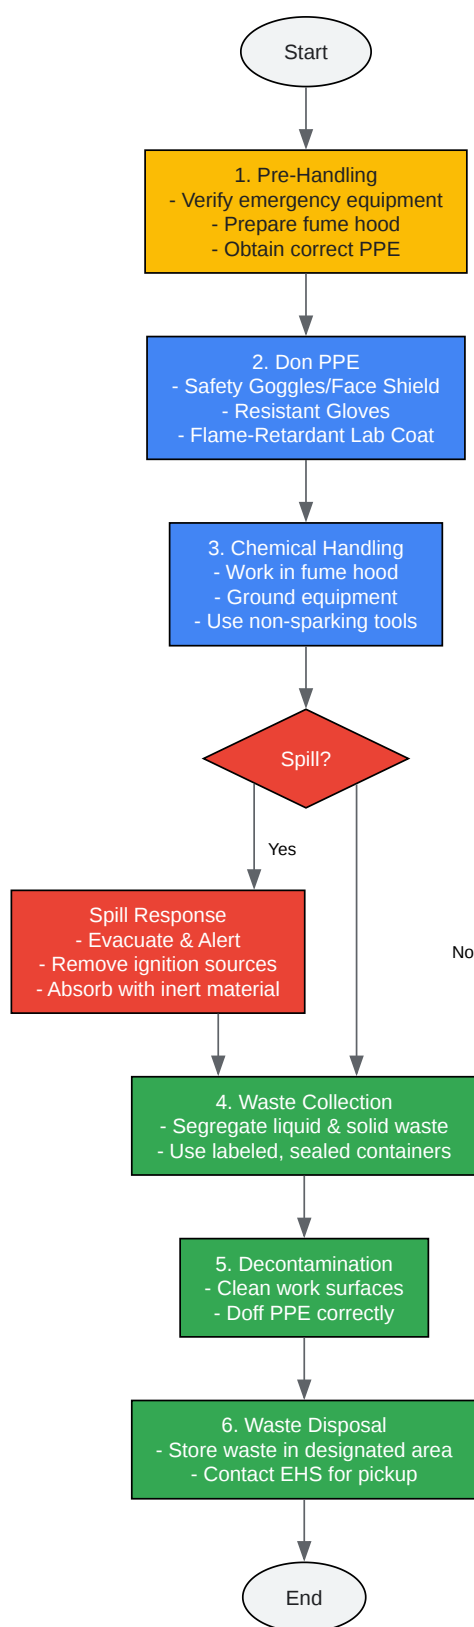 Start
1. Pre-Handling
- Verify emergency equipment
- Prepare fume hood
- Obtain correct PPE
2. Don PPE
- Safety Goggles/Face Shield
- Resistant Gloves
- Flame-Retardant Lab Coat
3. Chemical Handling
- Work in fume hood
- Ground equipment
- Use non-sparking tools
Spill?
Yes
Spill Response
- Evacuate & Alert
- Remove ignition sources
- Absorb with inert material
No
4. Waste Collection
- Segregate liquid & solid waste
- Use labeled, sealed containers
5. Decontamination
- Clean work surfaces
- Doff PPE correctly
6. Waste Disposal
- Store waste in designated area
- Contact EHS for pickup
End